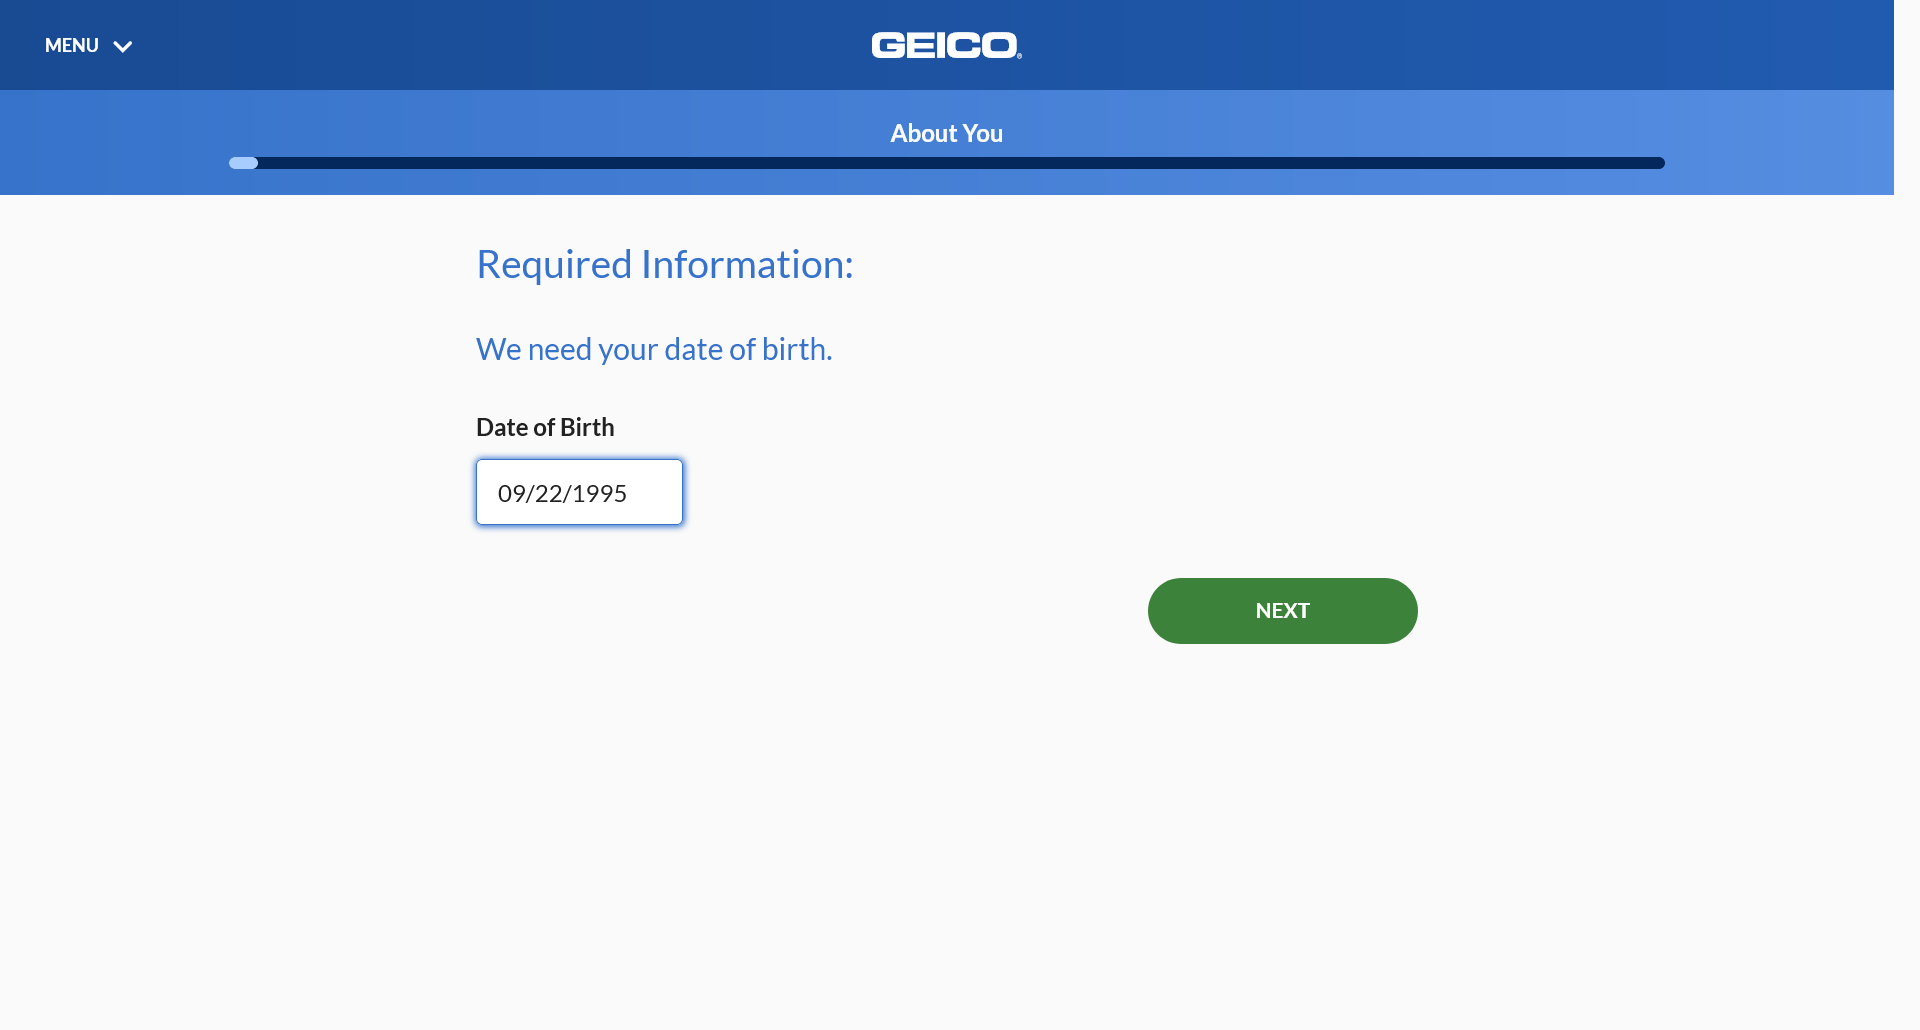 MENU
GEICO®
About You
Required Information:
We need your date of birth.
Date of Birth
09/22/1995
NEXT